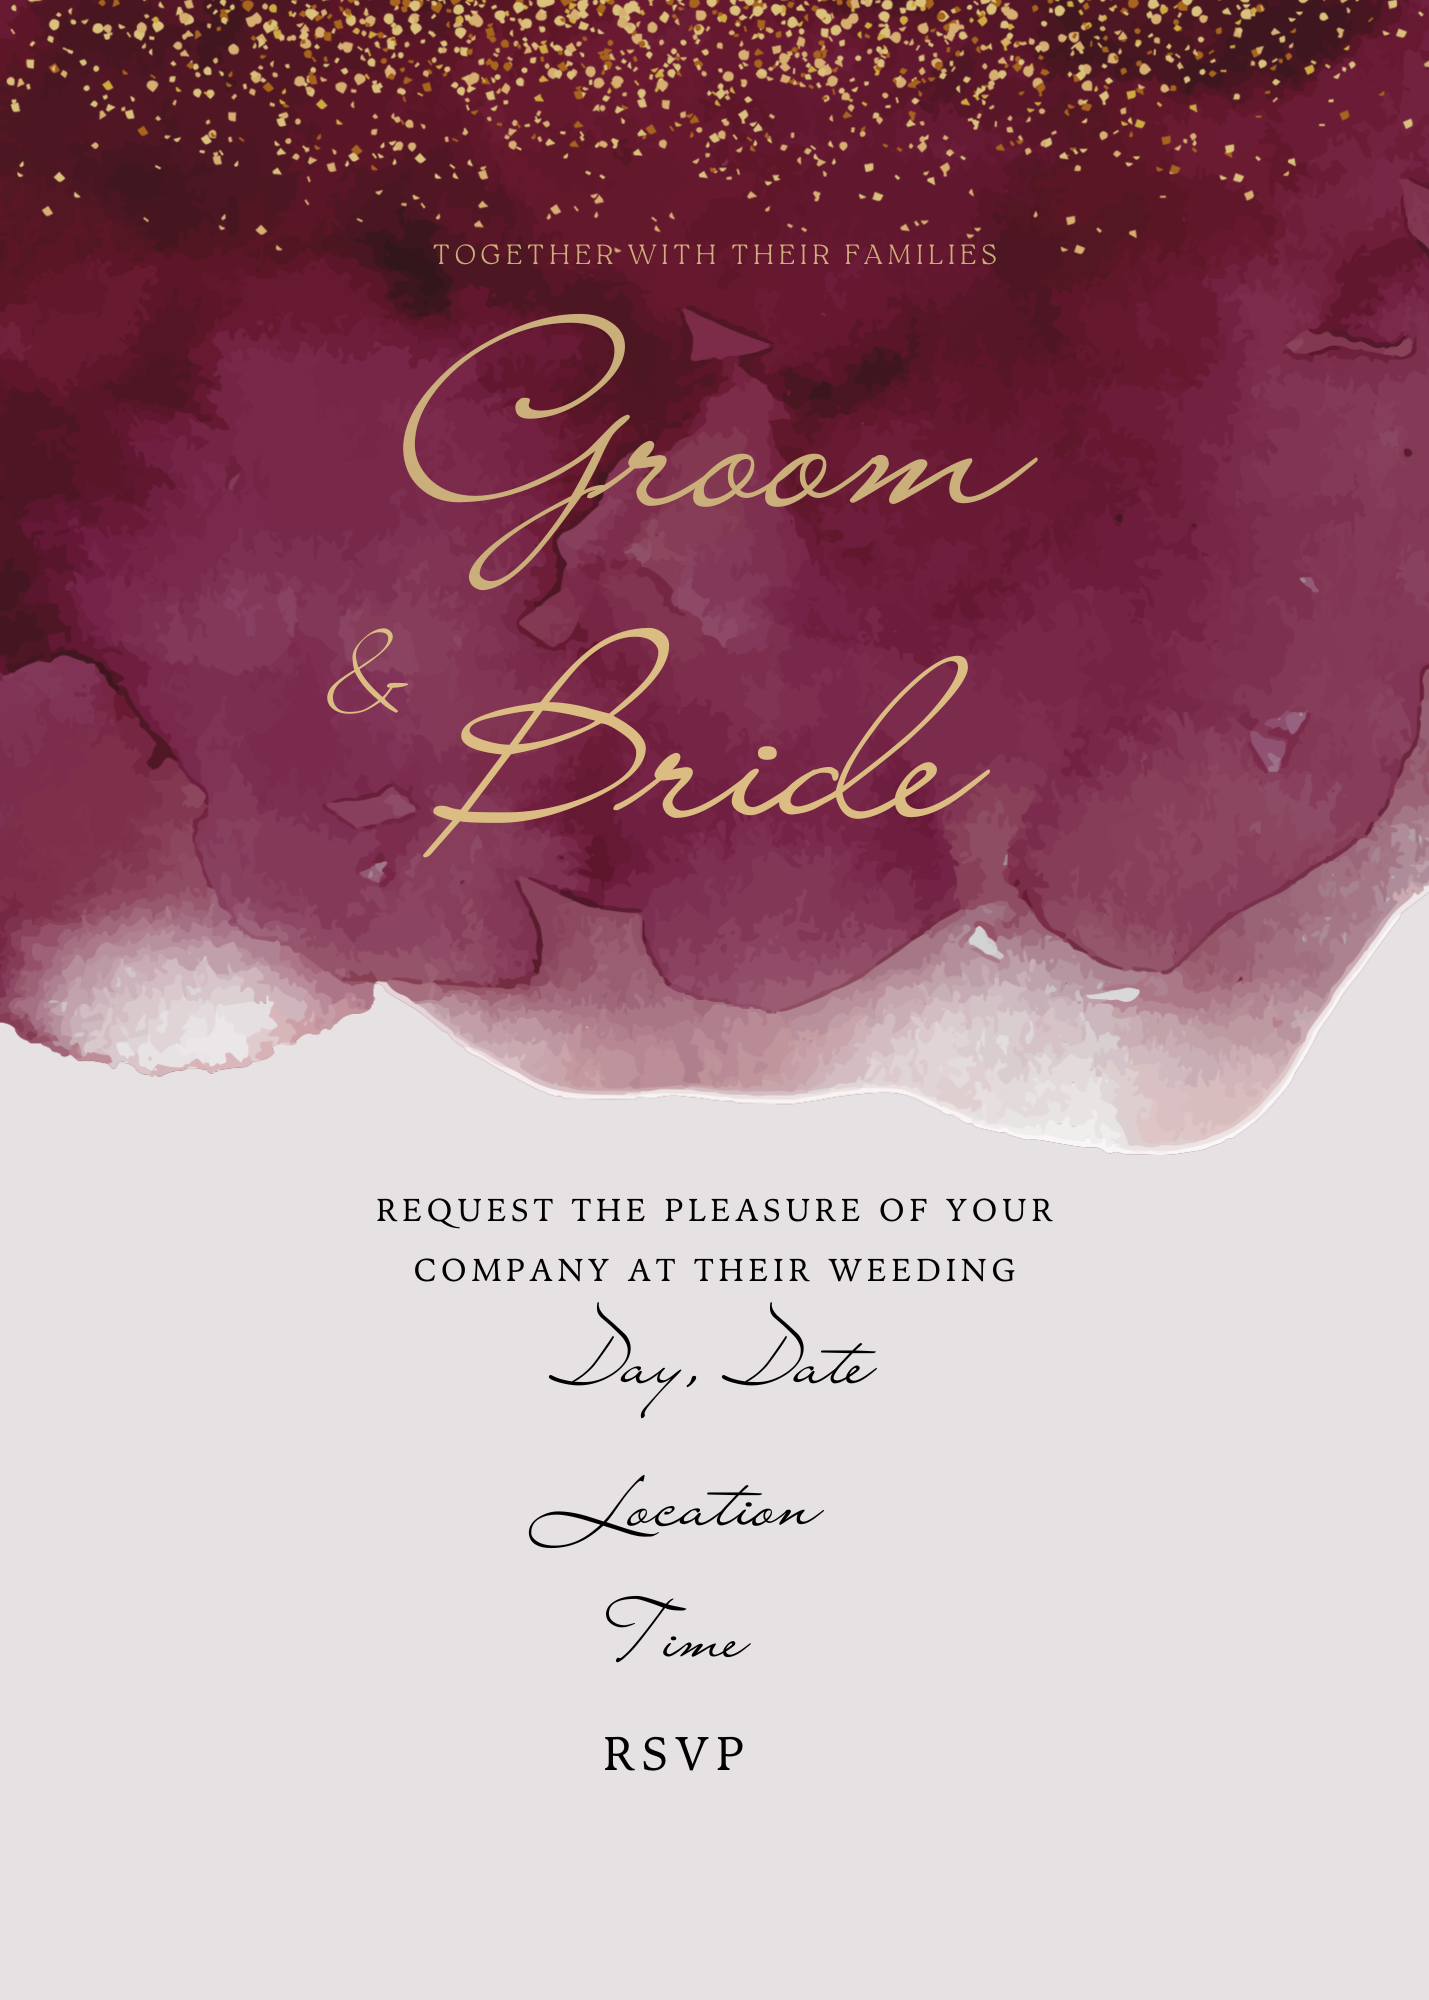 TOGETHER WITH THEIR FAMILIES
Groom
& Bride
REQUEST THE PLEASURE OF YOUR
COMPANY AT THEIR WEEDING
Day, Date
Location
Time
RSVP